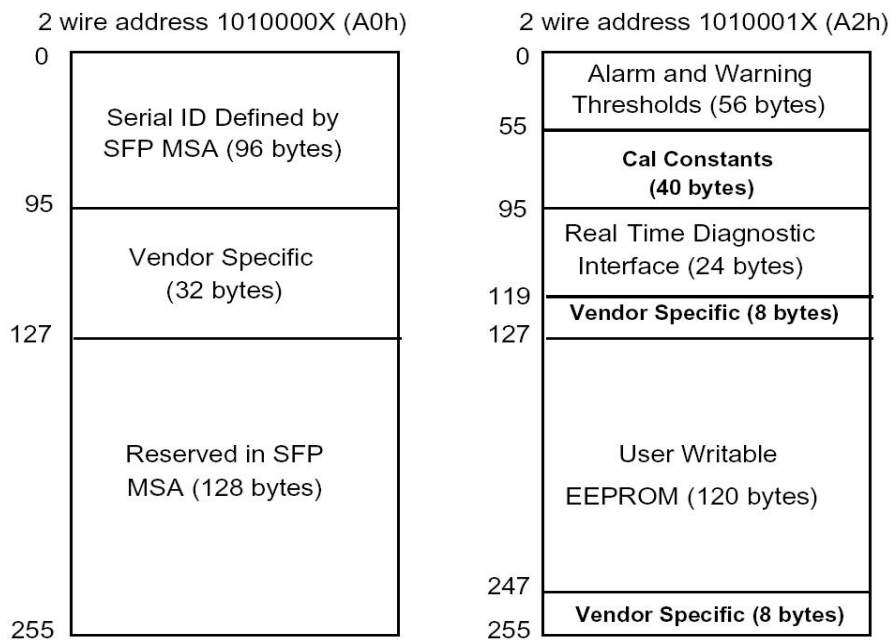 2 wire address 1010000X (A0h)
0
Serial ID Defined by
SFP MSA (96 bytes)
95
Vendor Specific
(32 bytes)
127
Reserved in SFP
MSA (128 bytes)
255
2 wire address 1010001X (A2h)
0
Alarm and Warning
Thresholds (56 bytes)
55
Cal Constants
(40 bytes)
95
Real Time Diagnostic
Interface (24 bytes)
119
Vendor Specific (8 bytes)
127
User Writable
EEPROM (120 bytes)
247
Vendor Specific (8 bytes)
255